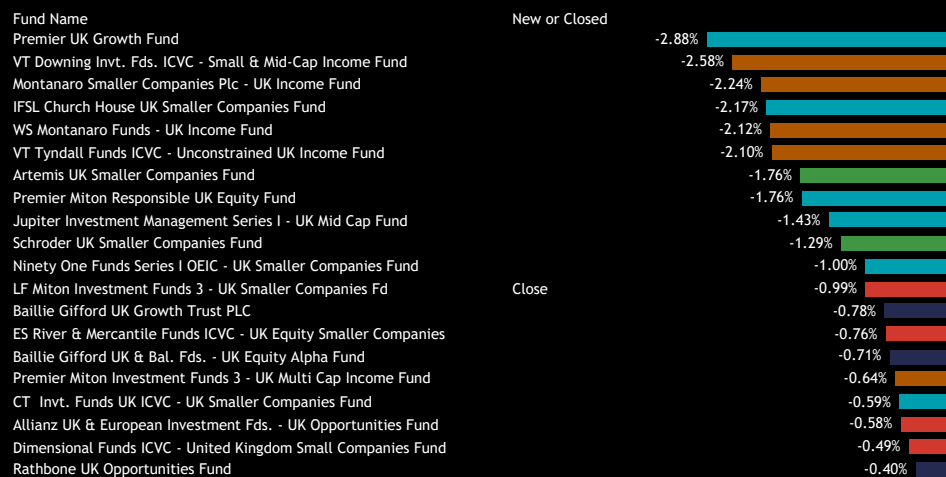 Fund Name New or Closed
Premier UK Growth Fund -2.88%
VT Downing Invt. Fds. ICVC - Small & Mid-Cap Income Fund -2.58%
Montanaro Smaller Companies Plc - UK Income Fund -2.24%
IFSL Church House UK Smaller Companies Fund -2.17%
WS Montanaro Funds - UK Income Fund -2.12%
VT Tyndall Funds ICVC - Unconstrained UK Income Fund -2.10%
Artemis UK Smaller Companies Fund -1.76%
Premier Miton Responsible UK Equity Fund -1.76%
Jupiter Investment Management Series I - UK Mid Cap Fund -1.43%
Schroder UK Smaller Companies Fund -1.29%
Ninety One Funds Series I OEIC - UK Smaller Companies Fund -1.00%
LF Miton Investment Funds 3 - UK Smaller Companies Fd Close -0.99%
Baillie Gifford UK Growth Trust PLC -0.78%
ES River & Mercantile Funds ICVC - UK Equity Smaller Companies -0.76%
Baillie Gifford UK & Bal. Fds. - UK Equity Alpha Fund -0.71%
Premier Miton Investment Funds 3 - UK Multi Cap Income Fund -0.64%
CT  Invt. Funds UK ICVC - UK Smaller Companies Fund -0.59%
Allianz UK & European Investment Fds. - UK Opportunities Fund -0.58%
Dimensional Funds ICVC - United Kingdom Small Companies Fund -0.49%
Rathbone UK Opportunities Fund -0.40%